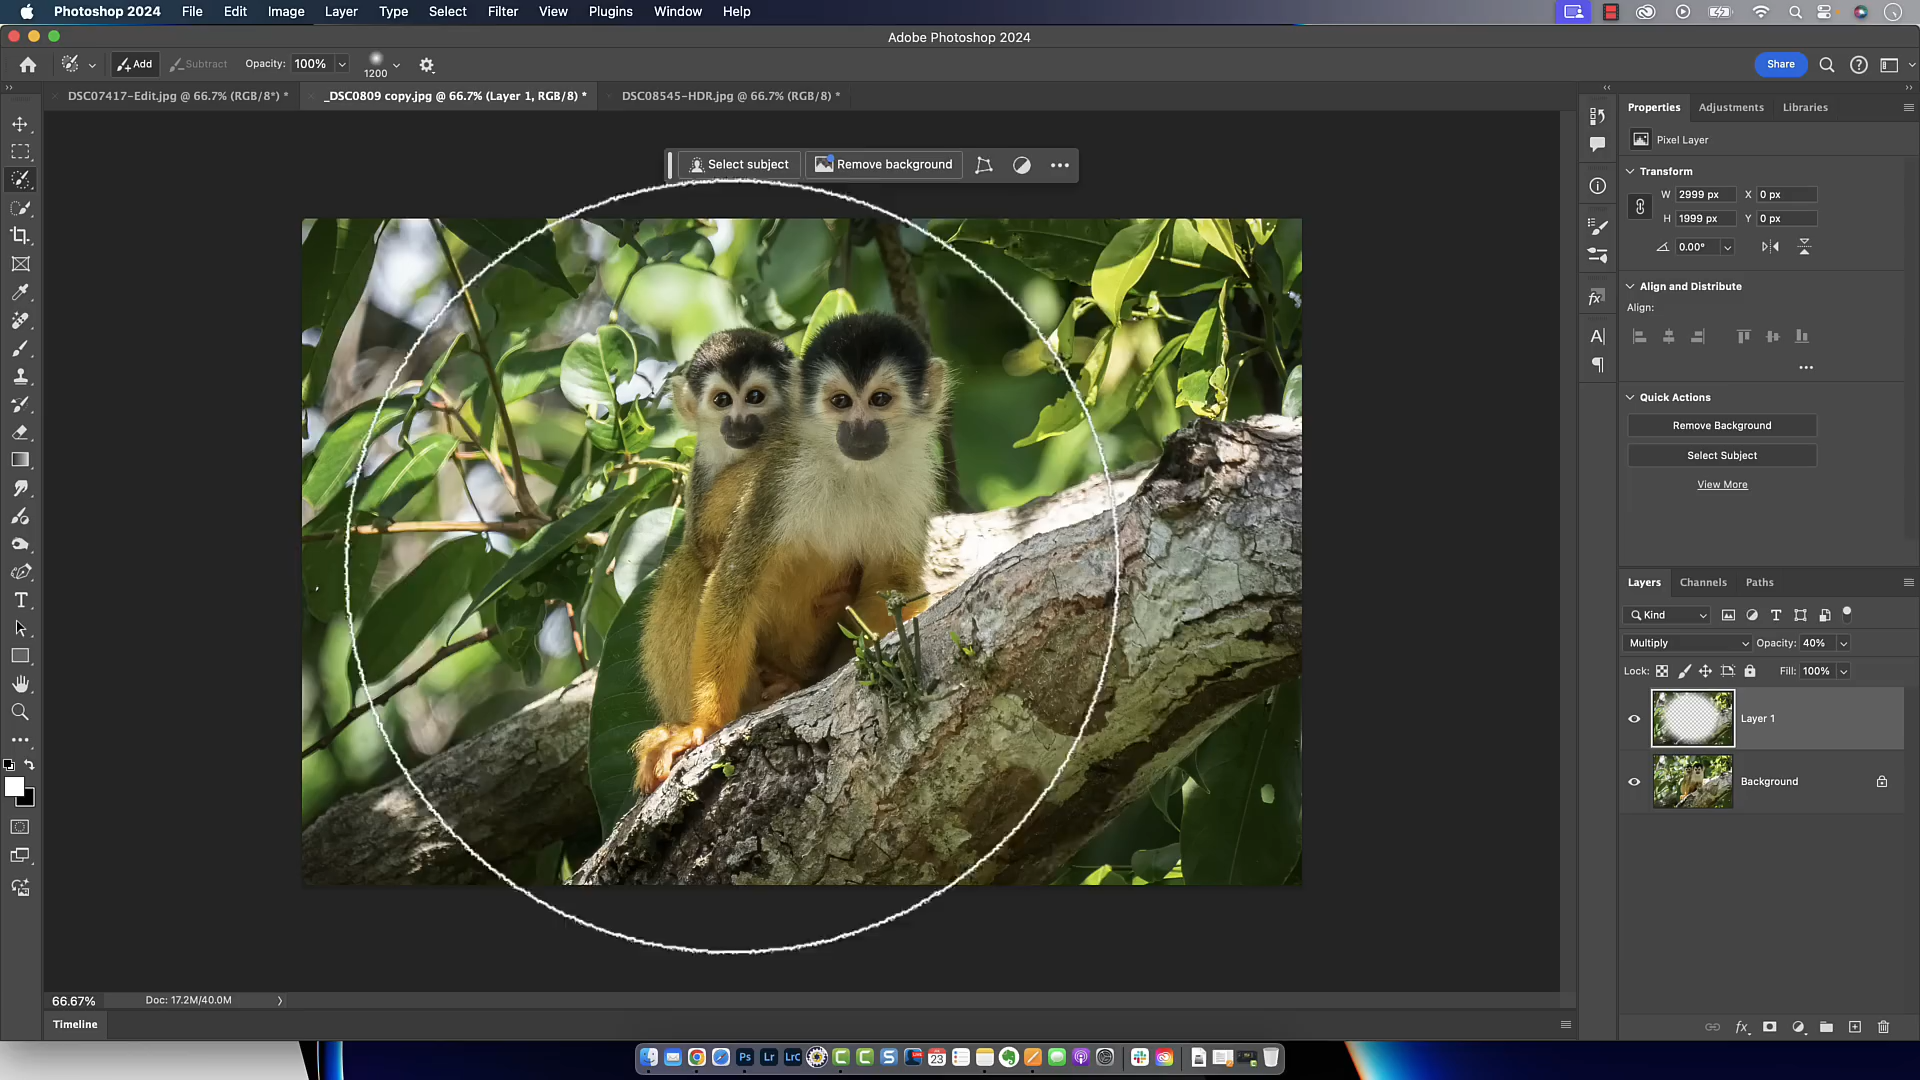 Photoshop 2024 File Edit Image Layer Type Select Filter View Plugins Window Help
Adobe Photoshop 2024
Add Subtract Opacity: 100% 1200 Share
DSC07417-Edit.jpg @ 66.7% (RGB/8*) * _DSC0809 copy.jpg @ 66.7% (Layer 1, RGB/8) * DSC08545-HDR.jpg @ 66.7% (RGB/8) *
Select subject Remove background
Properties Adjustments Libraries
Pixel Layer
Transform
W 2999 px X 0 px
H 1999 px Y 0 px
0.00°
Align and Distribute
Align:
Quick Actions
Remove Background
Select Subject
View More
Layers Channels Paths
Kind
Multiply Opacity: 40%
Lock: Fill: 100%
Layer 1
Background
66.67% Doc: 17.2M/40.0M
Timeline
Ps Lr LrC 23